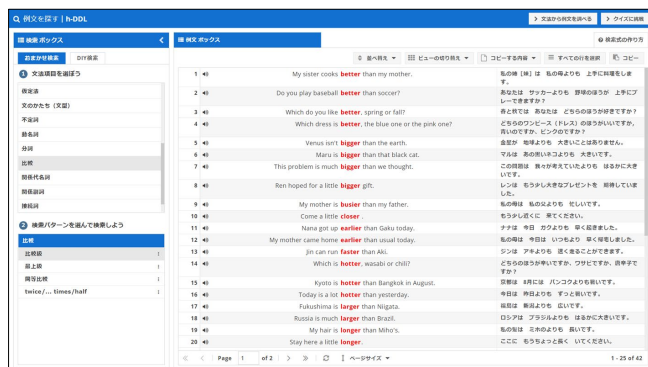 例文を探す | h-DDL
文法から例文を調べる
クイズに挑戦
検索ボックス
例文ボックス
検索式の作り方
おまかせ検索
DIY検索
並べ替え
ビューの切り替え
コピーする内容
すべての行を選択
コピー
1 文法項目を選ぼう
仮定法
文のかたち(文型)
不定詞
動名詞
分詞
比較
関係代名詞
関係副詞
接続詞
2 検索パターンを選んで検索しよう
比較
比較級
最上級
同等比較
twice/... times/half
1 My sister cooks better than my mother. 私の姉[妹]は 私の母よりも 上手に料理をします。
2 Do you play baseball better than soccer? あなたは サッカーよりも 野球のほうが 上手にプレーできますか?
3 Which do you like better, spring or fall? 春と秋では あなたは どちらのほうが好きですか?
4 Which dress is better, the blue one or the pink one? どちらのワンピース(ドレス)のほうがいいですか、青いのですか、ピンクのですか?
5 Venus isn't bigger than the earth. 金星が 地球よりも 大きいことはありません。
6 Maru is bigger than that black cat. マルは あの黒いネコよりも 大きいです。
7 This problem is much bigger than we thought. この問題は 我々が考えていたよりも はるかに大きいです。
8 Ren hoped for a little bigger gift. レンは もう少し大きなプレゼントを 期待していました。
9 My mother is busier than my father. 私の母は 私の父よりも 忙しいです。
10 Come a little closer . もう少し近くに 来てください。
11 Nana got up earlier than Gaku today. ナナは 今日 ガクよりも 早く起きました。
12 My mother came home earlier than usual today. 私の母は 今日は いつもより 早く帰宅しました。
13 Jin can run faster than Aki. ジンは アキよりも 速く走ることができます。
14 Which is hotter, wasabi or chili? どちらのほうが辛いですか、ワサビですか、唐辛子ですか?
15 Kyoto is hotter than Bangkok in August. 京都は 8月には バンコクよりも暑いです。
16 Today is a lot hotter than yesterday. 今日は 昨日よりも ずっと暑いです。
17 Fukushima is larger than Niigata. 福島は 新潟よりも 広いです。
18 Russia is much larger than Brazil. ロシアは ブラジルよりも はるかに大きいです。
19 My hair is longer than Miho's. 私の髪は ミホのよりも 長いです。
20 Stay here a little longer. ここに もうちょっと長く いてください。
Page 1 of 2
ページサイズ
1 - 25 of 42